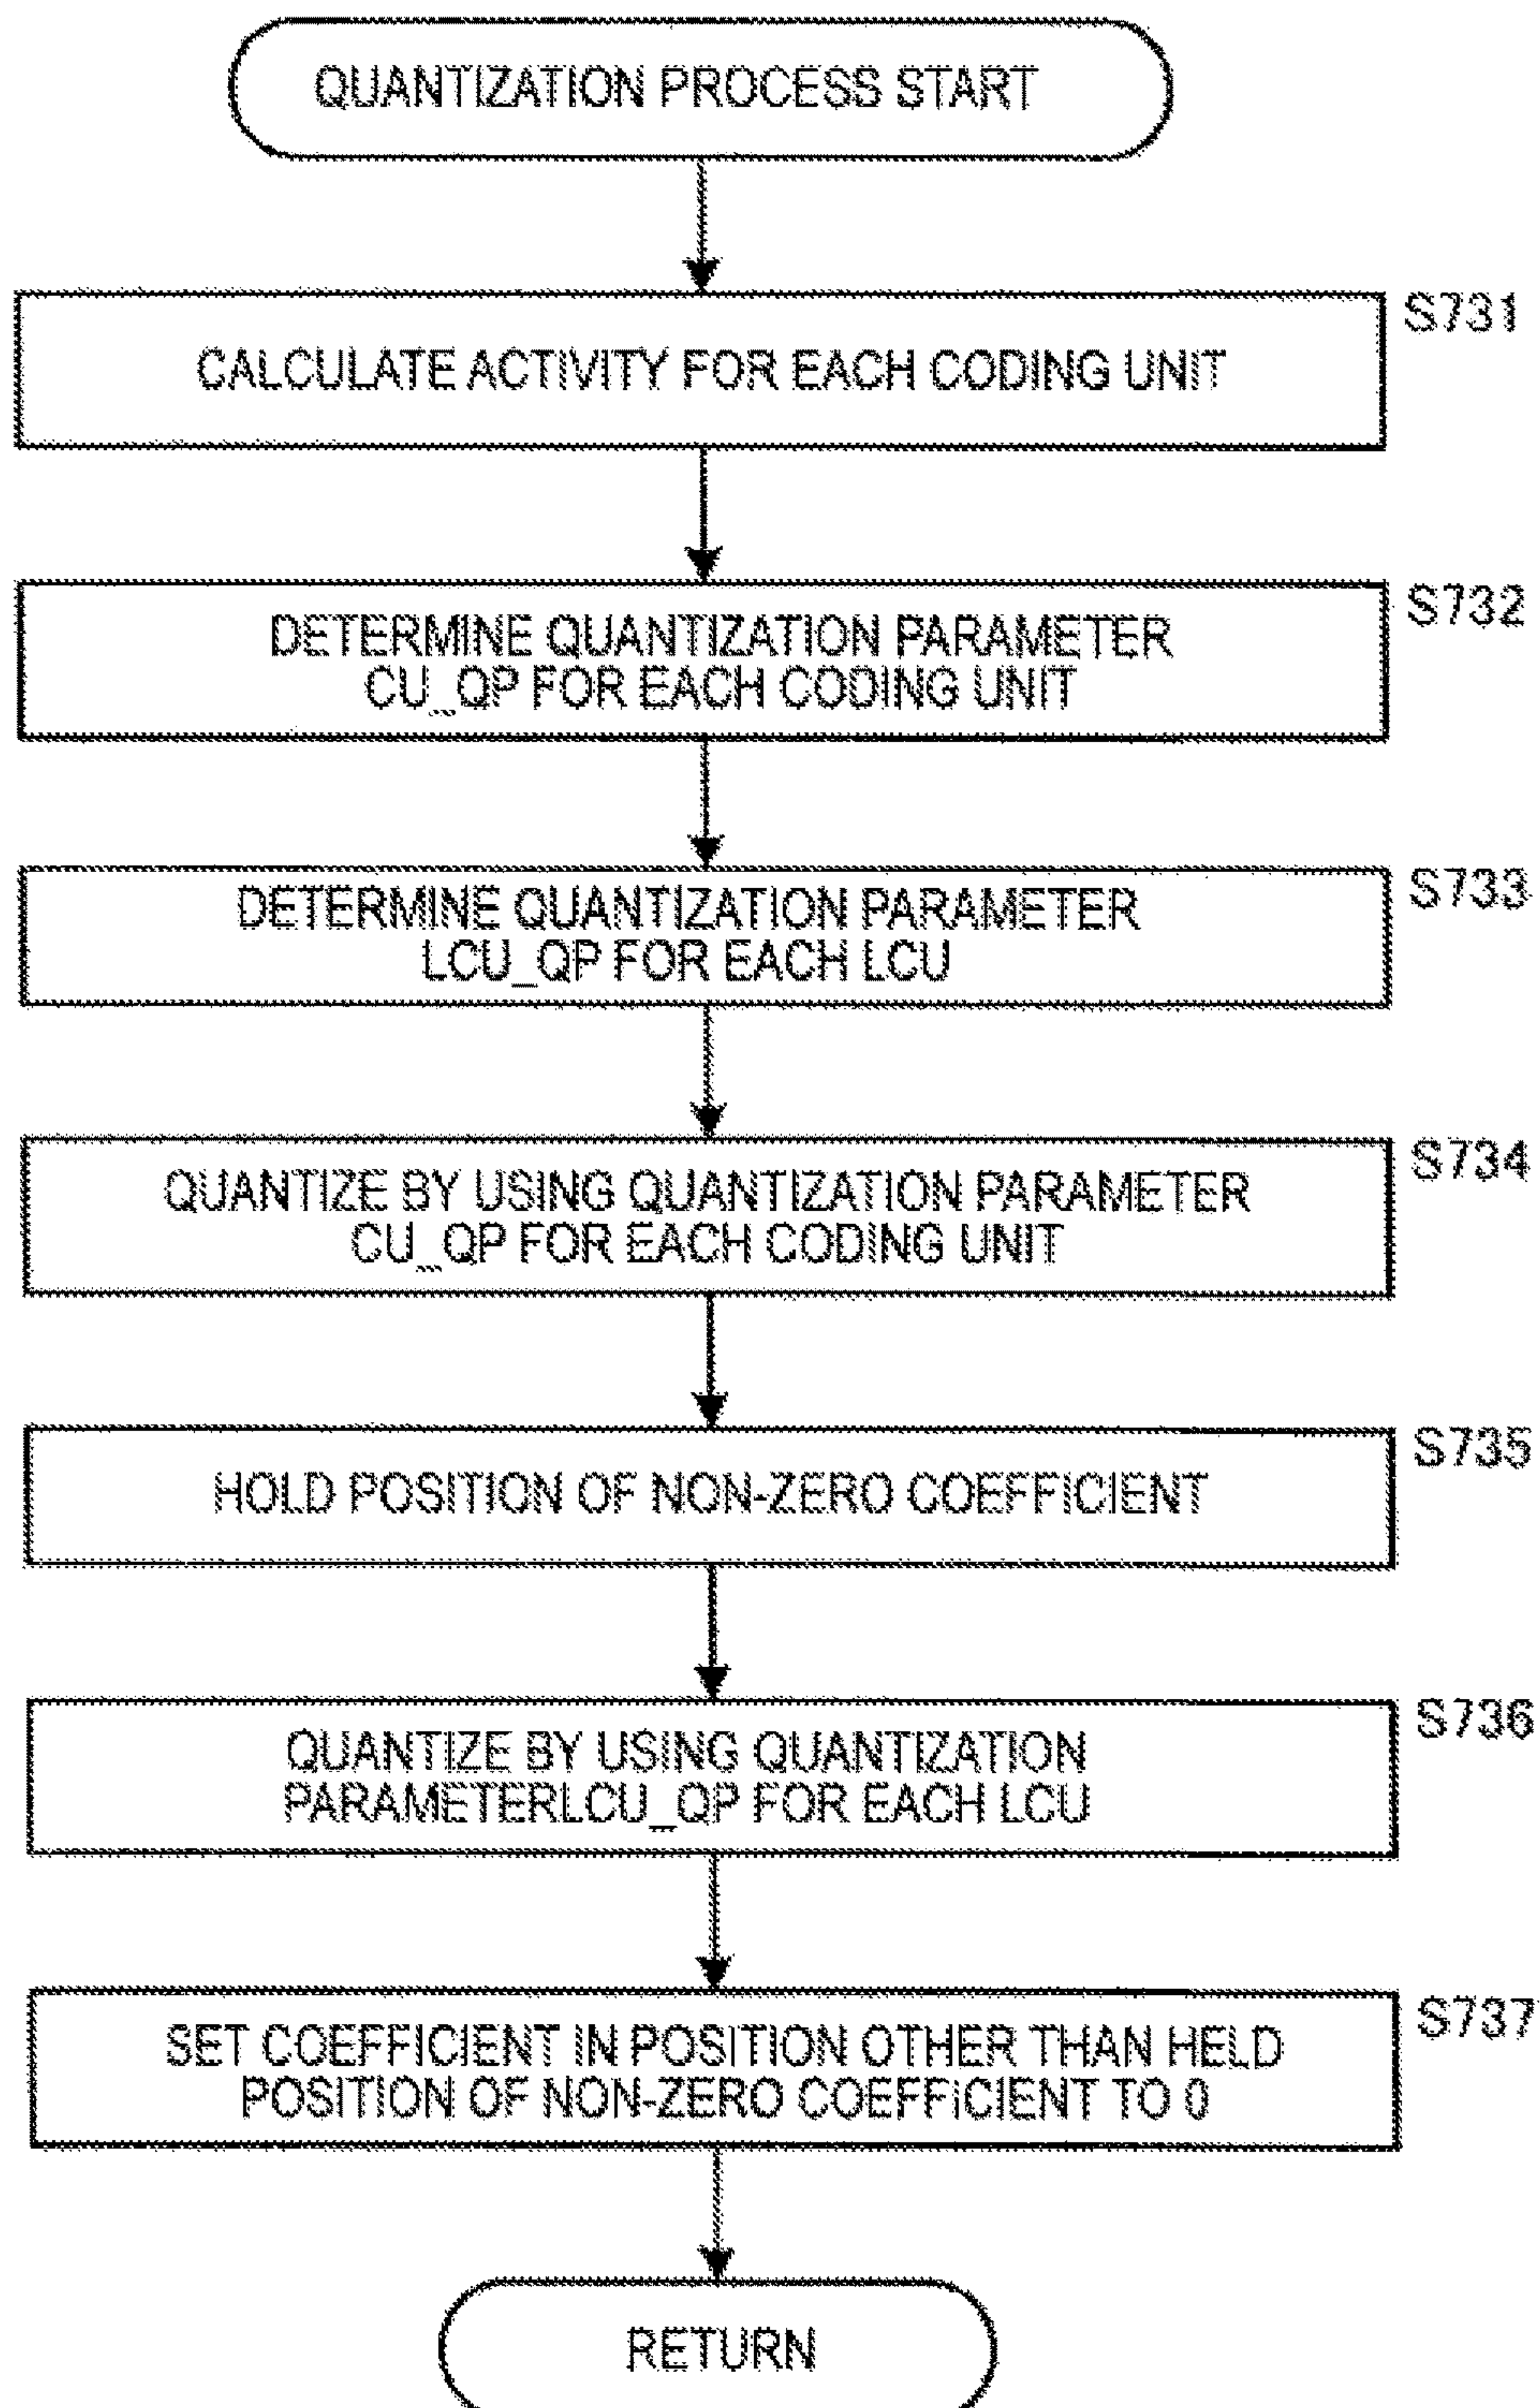 QUANTIZATION PROCESS START
S731
CALCULATE ACTIVITY FOR EACH CODING UNIT
S732
DETERMINE QUANTIZATION PARAMETER
CU_QP FOR EACH CODING UNIT
S733
DETERMINE QUANTIZATION PARAMETER
LCU_QP FOR EACH LCU
S734
QUANTIZE BY USING QUANTIZATION PARAMETER
CU_QP FOR EACH CODING UNIT
S735
HOLD POSITION OF NON-ZERO COEFFICIENT
S736
QUANTIZE BY USING QUANTIZATION
PARAMETERLCU_QP FOR EACH LCU
S737
SET COEFFICIENT IN POSITION OTHER THAN HELD
POSITION OF NON-ZERO COEFFICIENT TO 0
RETURN